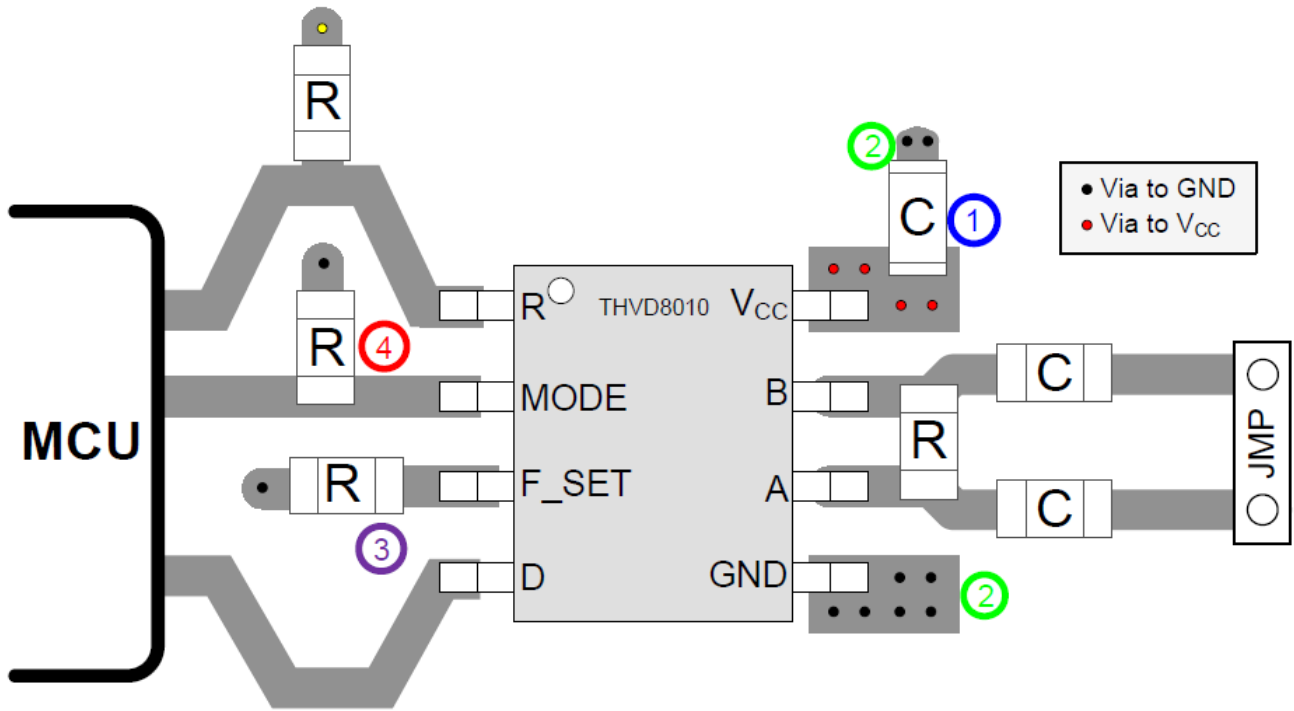 R
2
C
1
Via to GND
Via to VCC
R
THVD8010
VCC
R
4
C
MODE
B
MCU
R
JMP
R
F_SET
A
C
3
D
GND
2